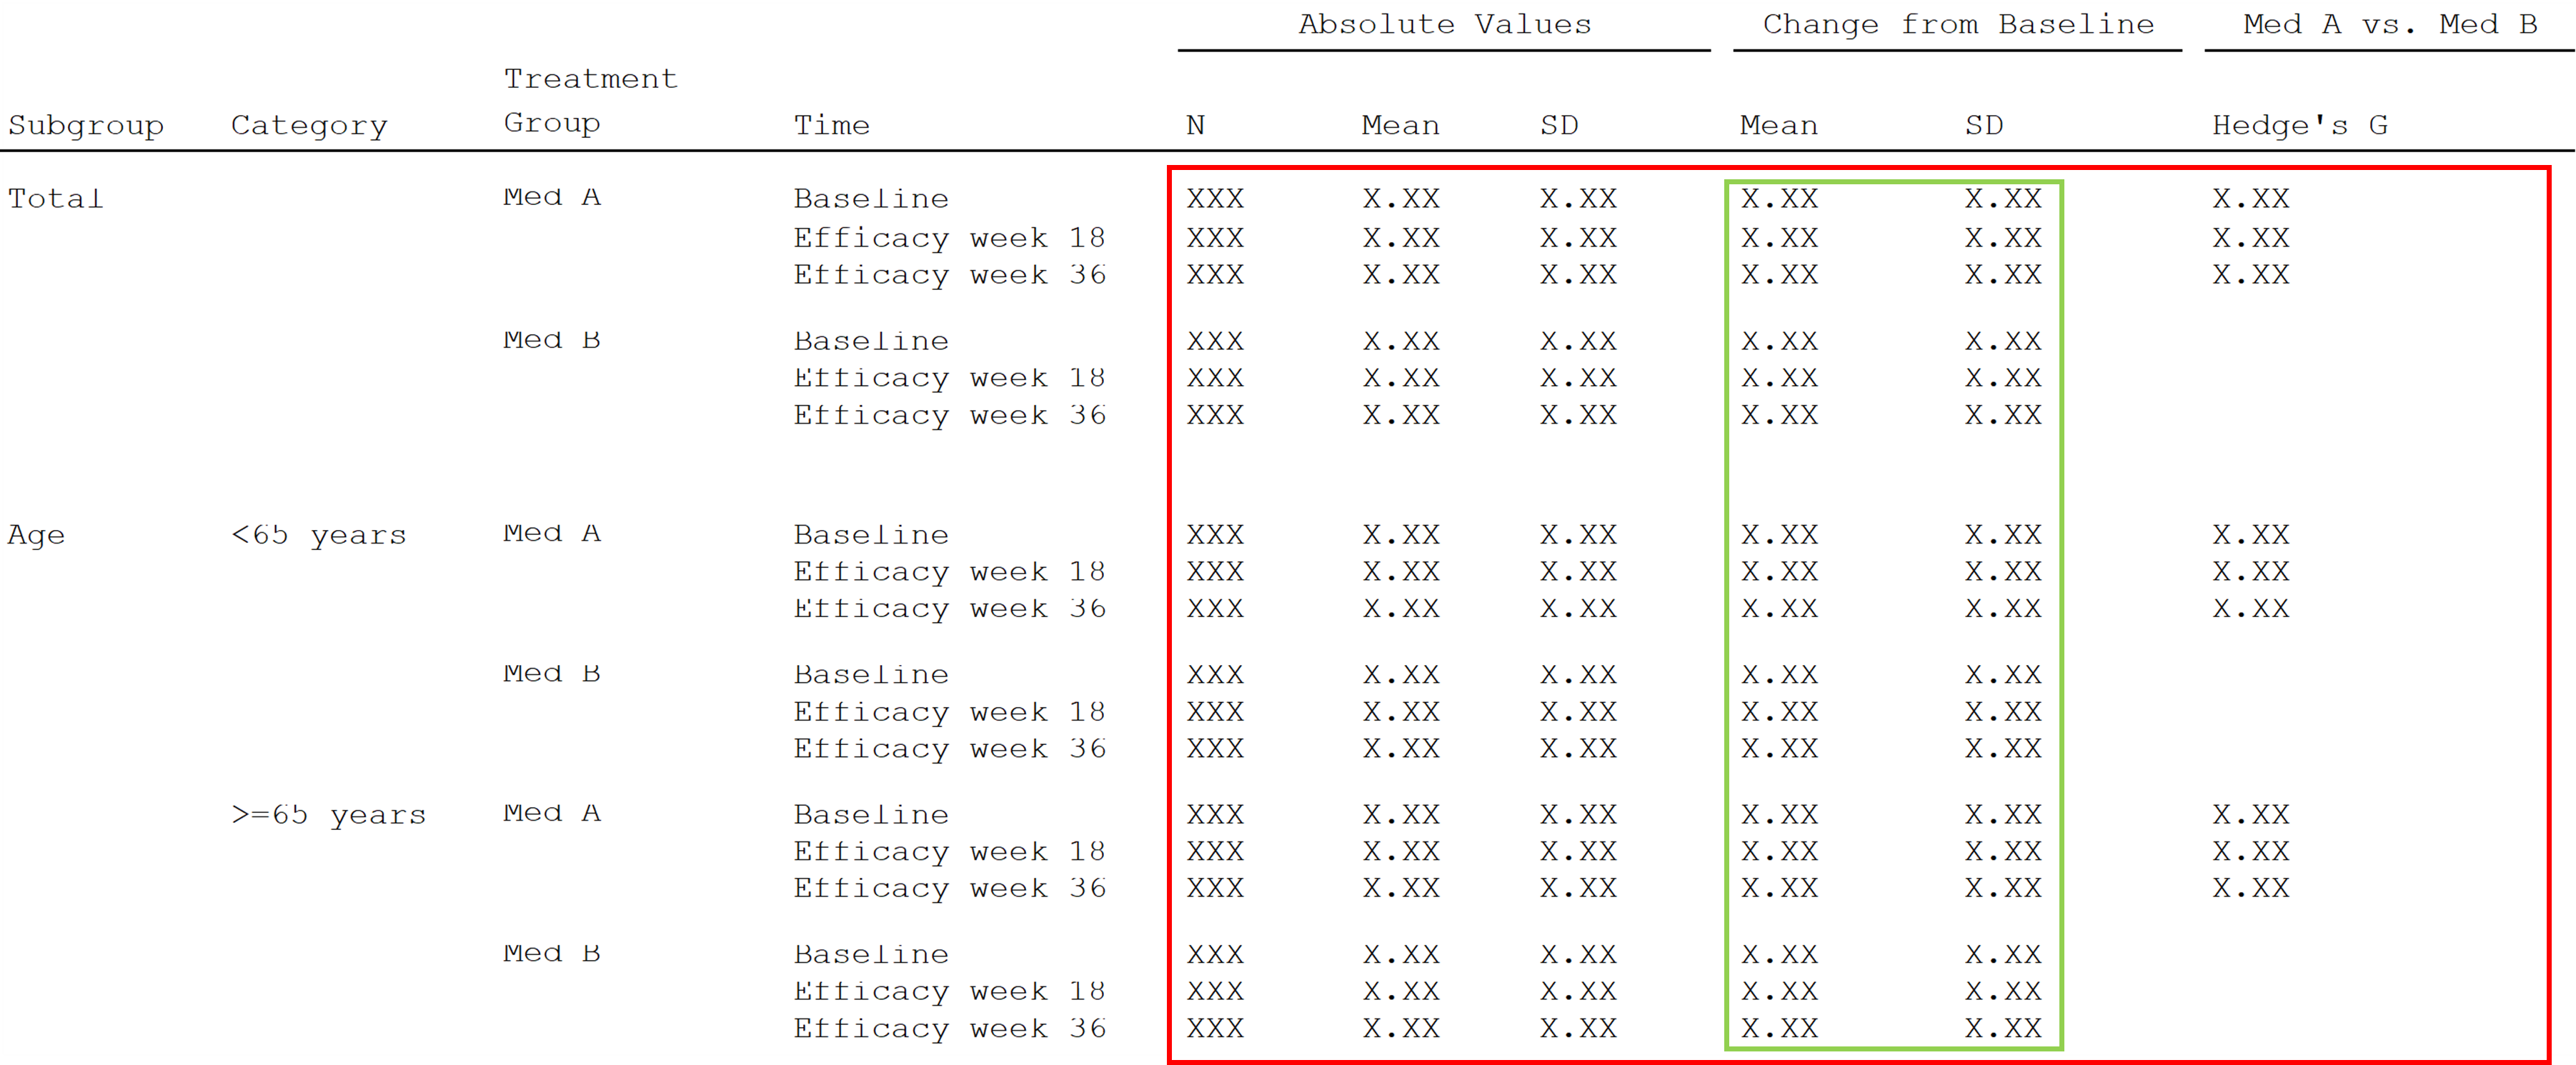 Absolute Values Change from Baseline Med A vs. Med B
Treatment
Subgroup Category Group Time N Mean SD Mean SD Hedge's G
Total Med A Baseline XXX X.XX X.XX X.XX X.XX X.XX
Efficacy week 18 XXX X.XX X.XX X.XX X.XX X.XX
Efficacy week 36 XXX X.XX X.XX X.XX X.XX X.XX
Med B Baseline XXX X.XX X.XX X.XX X.XX
Efficacy week 18 XXX X.XX X.XX X.XX X.XX
Efficacy week 36 XXX X.XX X.XX X.XX X.XX
Age <65 years Med A Baseline XXX X.XX X.XX X.XX X.XX X.XX
Efficacy week 18 XXX X.XX X.XX X.XX X.XX X.XX
Efficacy week 36 XXX X.XX X.XX X.XX X.XX X.XX
Med B Baseline XXX X.XX X.XX X.XX X.XX
Efficacy week 18 XXX X.XX X.XX X.XX X.XX
Efficacy week 36 XXX X.XX X.XX X.XX X.XX
>=65 years Med A Baseline XXX X.XX X.XX X.XX X.XX X.XX
Efficacy week 18 XXX X.XX X.XX X.XX X.XX X.XX
Efficacy week 36 XXX X.XX X.XX X.XX X.XX X.XX
Med B Baseline XXX X.XX X.XX X.XX X.XX
Efficacy week 18 XXX X.XX X.XX X.XX X.XX
Efficacy week 36 XXX X.XX X.XX X.XX X.XX